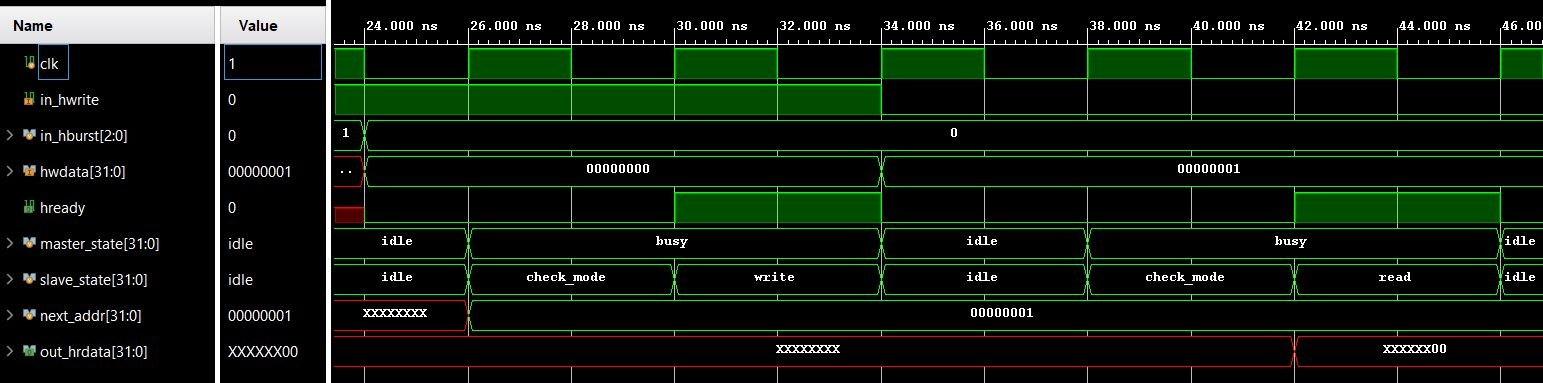 Name Value 24.000 ns 26.000 ns 28.000 ns 30.000 ns 32.000 ns 34.000 ns 36.000 ns 38.000 ns 40.000 ns 42.000 ns 44.000 ns 46.00
clk 1
in_hwrite 0
in_hburst[2:0] 0 1 0
hwdata[31:0] 00000001 .. 00000000 00000001
hready 0
master_state[31:0] idle idle busy idle busy idle
slave_state[31:0] idle idle check_mode write idle check_mode read idle
next_addr[31:0] 00000001 XXXXXXXX 00000001
out_hrdata[31:0] XXXXXX00 XXXXXXXX XXXXXX00